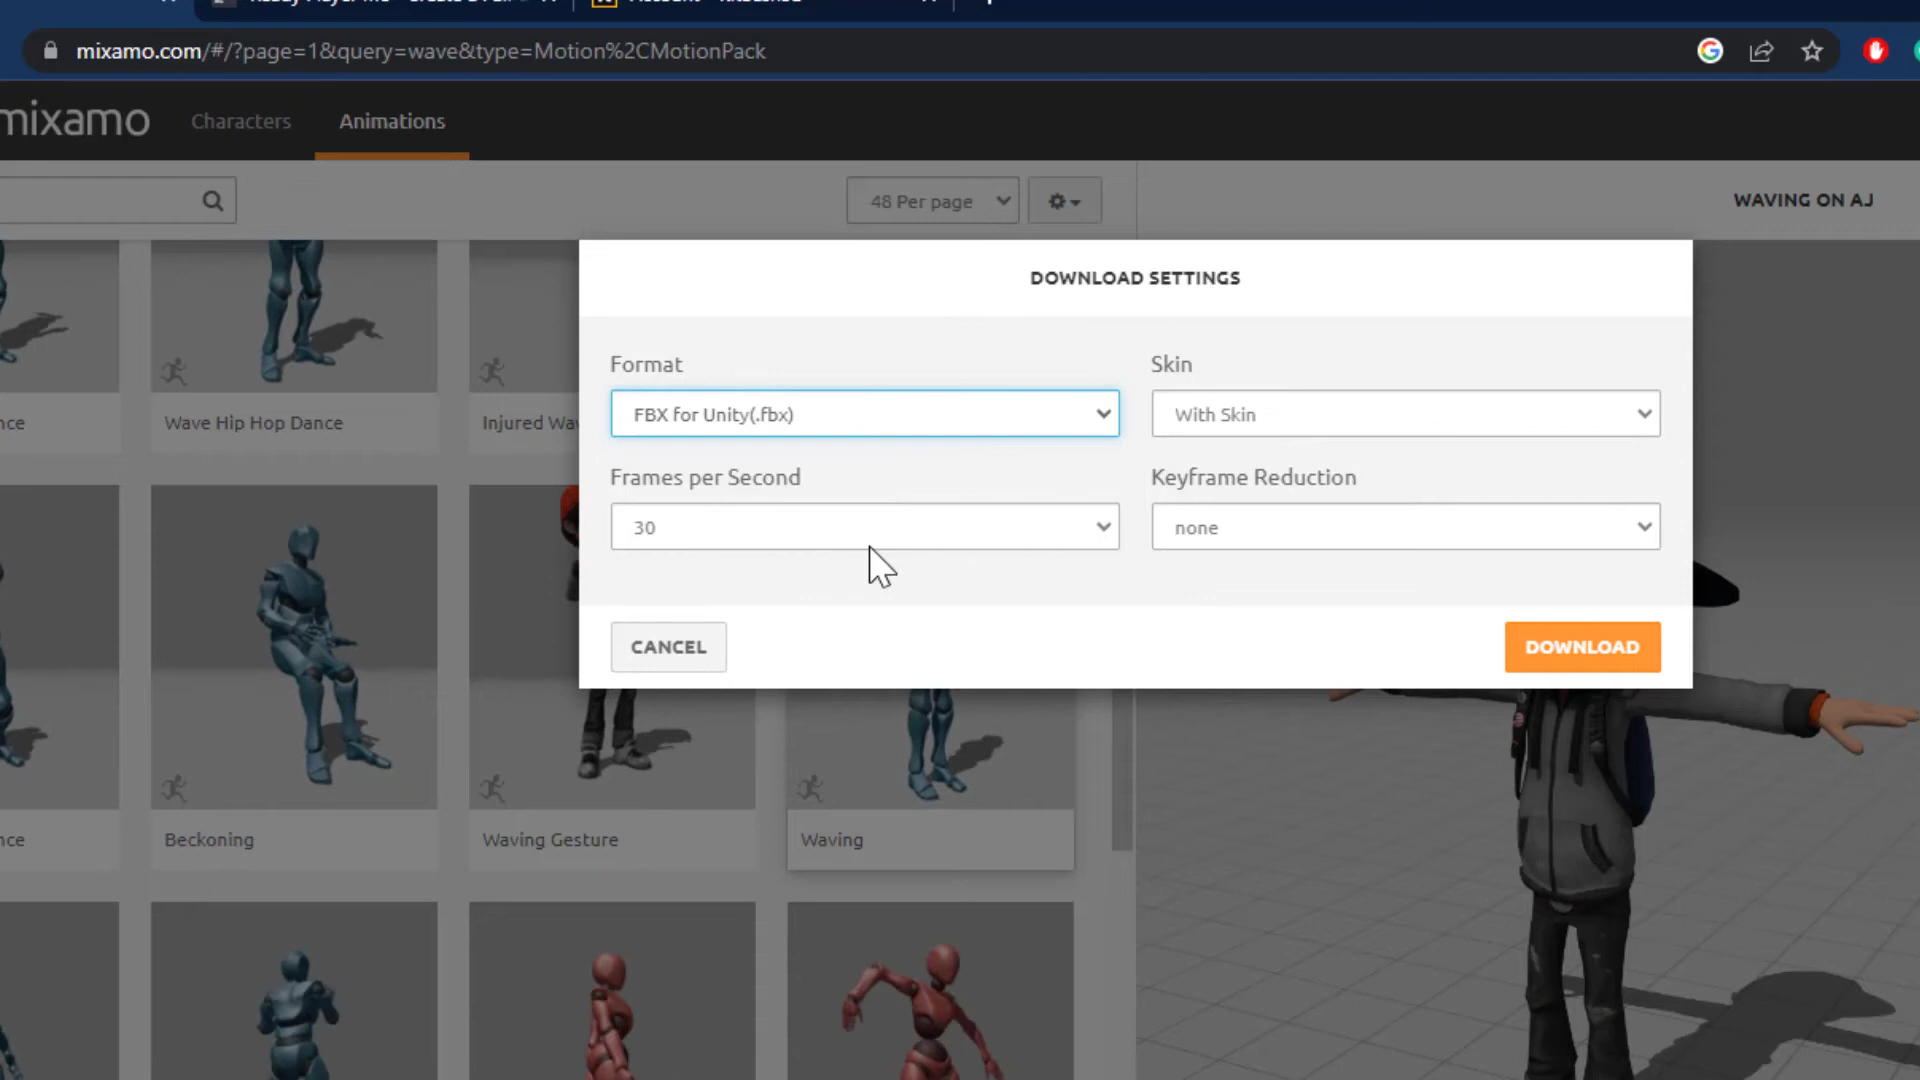 mixamo.com/#/?page=1&query=wave&type=Motion%2CMotionPack
mixamo
Characters
Animations
48 Per page
WAVING ON AJ
DOWNLOAD SETTINGS
Format
Skin
FBX for Unity(.fbx)
With Skin
Frames per Second
Keyframe Reduction
30
none
CANCEL
DOWNLOAD
Wave Hip Hop Dance
Injured
Beckoning
Waving Gesture
Waving